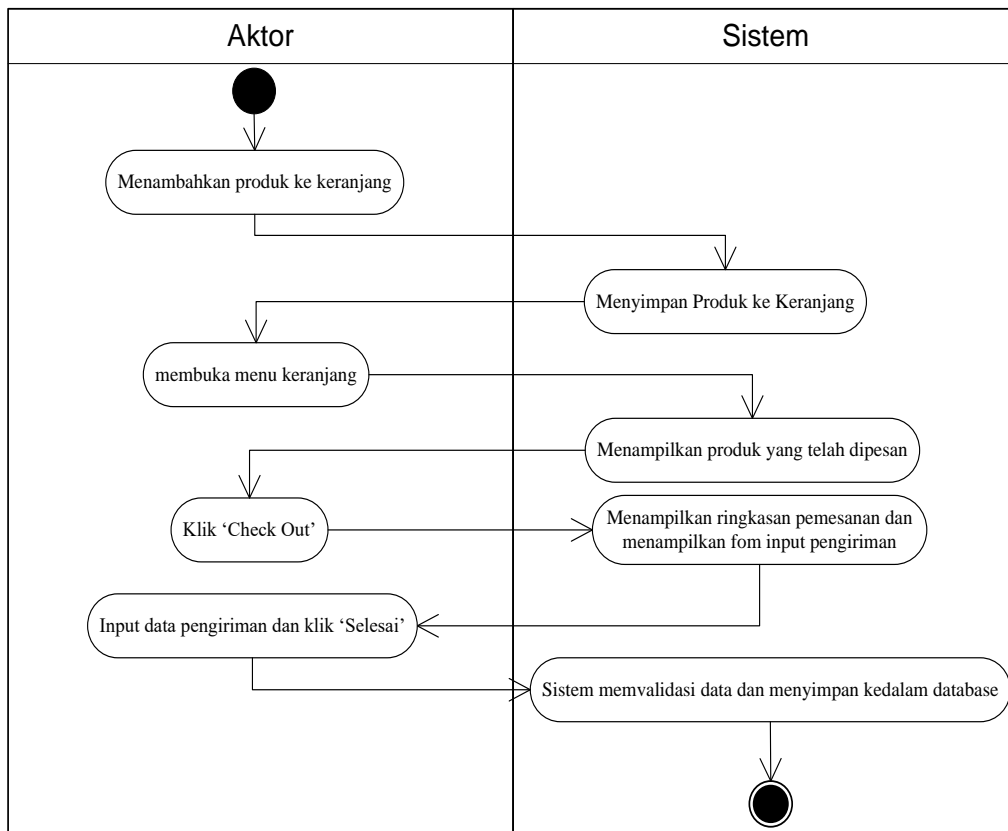 Aktor
Sistem
Menambahkan produk ke keranjang
Menyimpan Produk ke Keranjang
membuka menu keranjang
Menampilkan produk yang telah dipesan
Klik ‘Check Out’
Menampilkan ringkasan pemesanan dan
menampilkan fom input pengiriman
Input data pengiriman dan klik ‘Selesai’
Sistem memvalidasi data dan menyimpan kedalam database